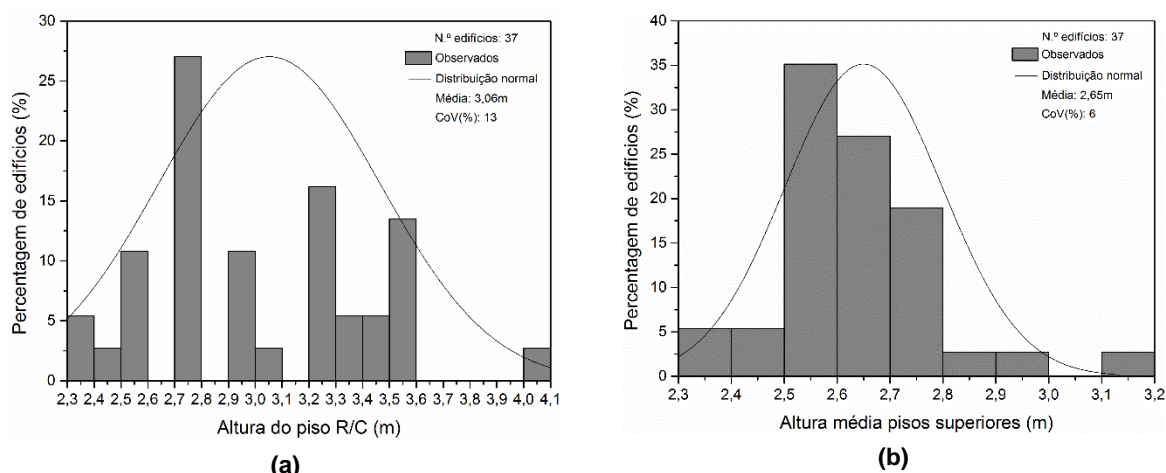 30
25
20
15
10
5
0
Percentagem de edifícios (%)
N.º edifícios: 37
Observados
Distribuição normal
Média: 3,06m
CoV(%): 13
2,3 2,4 2,5 2,6 2,7 2,8 2,9 3,0 3,1 3,2 3,3 3,4 3,5 3,6 3,7 3,8 3,9 4,0 4,1
Altura do piso R/C (m)
(a)
40
35
30
25
20
15
10
5
0
Percentagem de edifícios (%)
N.º edifícios: 37
Observados
Distribuição normal
Média: 2,65m
CoV(%): 6
2,3 2,4 2,5 2,6 2,7 2,8 2,9 3,0 3,1 3,2
Altura média pisos superiores (m)
(b)